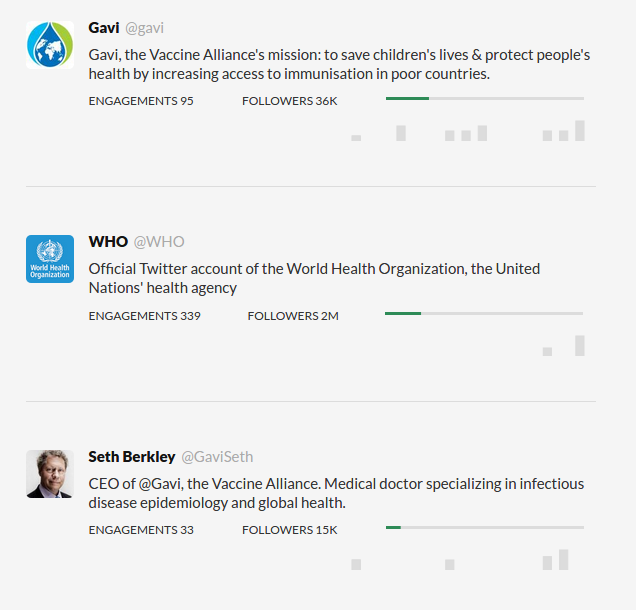 Gavi @gavi
Gavi, the Vaccine Alliance's mission: to save children's lives & protect people's
health by increasing access to immunisation in poor countries.
ENGAGEMENTS 95 FOLLOWERS 36K
WHO @WHO
World Health
Organization
Official Twitter account of the World Health Organization, the United
Nations' health agency
ENGAGEMENTS 339 FOLLOWERS 2M
Seth Berkley @GaviSeth
CEO of @Gavi, the Vaccine Alliance. Medical doctor specializing in infectious
disease epidemiology and global health.
ENGAGEMENTS 33 FOLLOWERS 15K